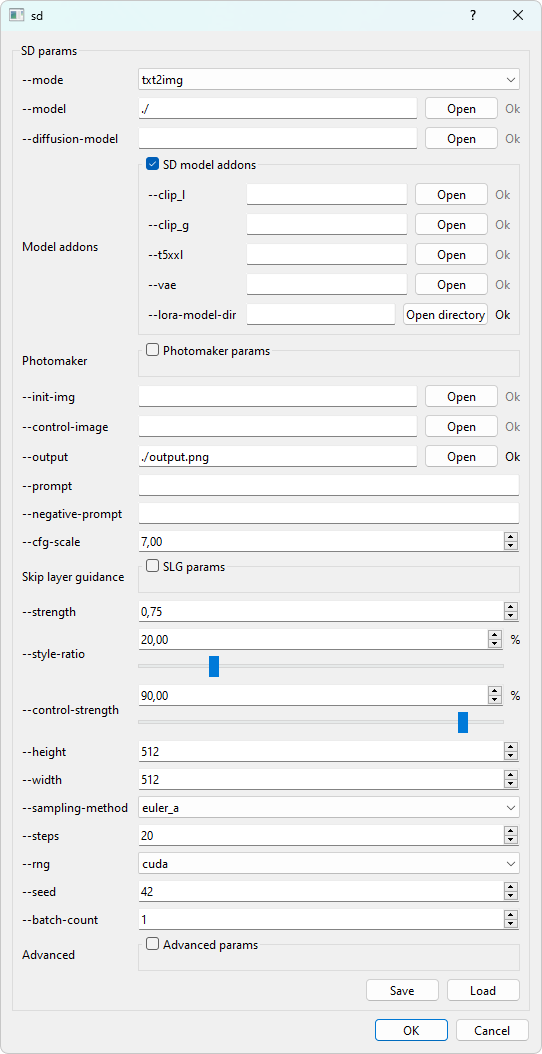 sd ?
SD params
--mode txt2img
--model ./ Open Ok
--diffusion-model Open Ok
SD model addons
--clip_l Open Ok
--clip_g Open Ok
--t5xxl Open Ok
Model addons
--vae Open Ok
--lora-model-dir Open directory Ok
Photomaker params
Photomaker
--init-img Open Ok
--control-image Open Ok
--output ./output.png Open Ok
--prompt
--negative-prompt
--cfg-scale 7,00
SLG params
Skip layer guidance
--strength 0,75
20,00 %
--style-ratio
90,00 %
--control-strength
--height 512
--width 512
--sampling-method euler_a
--steps 20
--rng cuda
--seed 42
--batch-count 1
Advanced params
Advanced
Save Load
OK Cancel